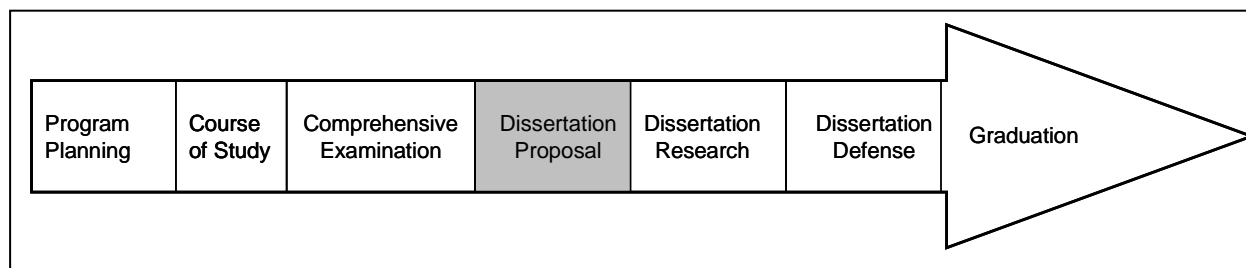 Program
Planning
Course
of Study
Comprehensive
Examination
Dissertation
Proposal
Dissertation
Research
Dissertation
Defense
Graduation